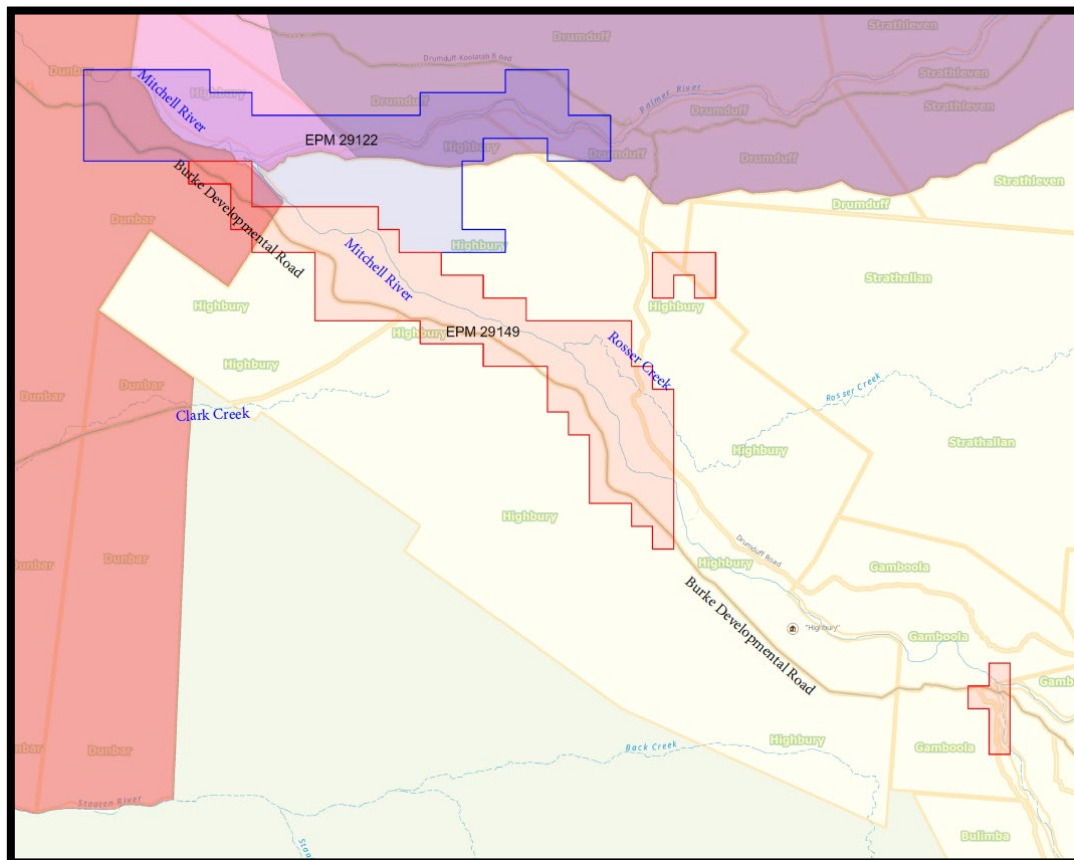 Strathleven
Drumduff
Drumduff-Koolatah Road
Dunbar
Strathleven
Mitchell River
Highbury
Drumduff
Palmer River
Strathleven
Drumduff
EPM 29122
Highbury
Drumduff
Drumduff
Burke Developmental Road
Strathleven
Dunbar
Drumduff
Highbury
Mitchell River
Strathallan
Highbury
Highbury
Highbury
EPM 29149
Rosser Creek
Highbury
Dunbar
Dunbar
Rosser Creek
Clark Creek
Strathallan
Highbury
Highbury
Drumduff Road
Dunbar
Highbury
Gamboola
Burke Developmental Road
"Highbury"
Gamboola
Highbury
Back Creek
Gamboola
Dunbar
Staaten River
Bulimba